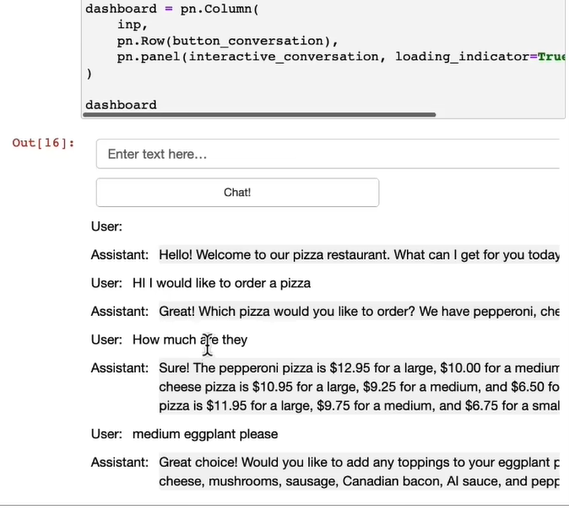 dashboard = pn.Column(
inp,
pn.Row(button_conversation),
pn.panel(interactive_conversation, loading_indicator=True
)
dashboard
Out[16]:
Enter text here…
Chat!
User:
Assistant: Hello! Welcome to our pizza restaurant. What can I get for you today
User: HI I would like to order a pizza
Assistant: Great! Which pizza would you like to order? We have pepperoni, che
User: How much are they
Assistant: Sure! The pepperoni pizza is $12.95 for a large, $10.00 for a medium
cheese pizza is $10.95 for a large, $9.25 for a medium, and $6.50 fo
pizza is $11.95 for a large, $9.75 for a medium, and $6.75 for a smal
User: medium eggplant please
Assistant: Great choice! Would you like to add any toppings to your eggplant p
cheese, mushrooms, sausage, Canadian bacon, AI sauce, and pepp